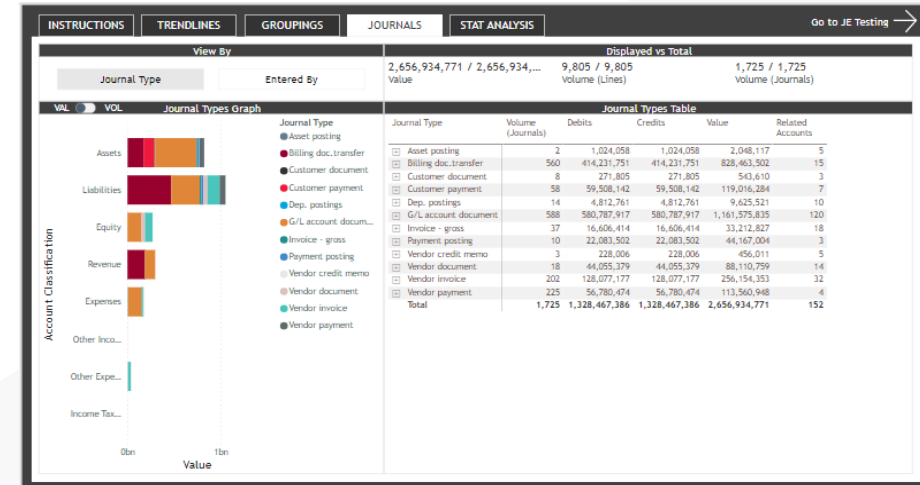 INSTRUCTIONS TRENDLINES GROUPINGS JOURNALS STAT ANALYSIS Go to JE Testing
View By
Journal Type Entered By
Displayed vs Total
2,656,934,771 / 2,656,934,... 9,805 / 9,805 1,725 / 1,725
Value Volume (Lines) Volume (Journals)
VAL VOL Journal Types Graph
Journal Type
Asset posting
Billing doc.transfer
Customer document
Customer payment
Dep. postings
G/L account docum...
Invoice - gross
Payment posting
Vendor credit memo
Vendor document
Vendor invoice
Vendor payment
Account Classification
Assets
Liabilities
Equity
Revenue
Expenses
Other Inco...
Other Expe...
Income Tax...
0bn 1bn
Value
Journal Types Table
Journal Type Volume (Journals) Debits Credits Value Related Accounts
Asset posting 2 1,024,058 1,024,058 2,048,117 5
Billing doc.transfer 560 414,231,751 414,231,751 828,463,502 15
Customer document 8 271,805 271,805 543,610 3
Customer payment 58 59,508,142 59,508,142 119,016,284 7
Dep. postings 14 4,812,761 4,812,761 9,625,521 10
G/L account document 588 580,787,917 580,787,917 1,161,575,835 120
Invoice - gross 37 16,606,414 16,606,414 33,212,827 18
Payment posting 10 22,083,502 22,083,502 44,167,004 3
Vendor credit memo 3 228,006 228,006 456,011 5
Vendor document 18 44,055,379 44,055,379 88,110,759 14
Vendor invoice 202 128,077,177 128,077,177 256,154,353 32
Vendor payment 225 56,780,474 56,780,474 113,560,948 4
Total 1,725 1,328,467,386 1,328,467,386 2,656,934,771 152